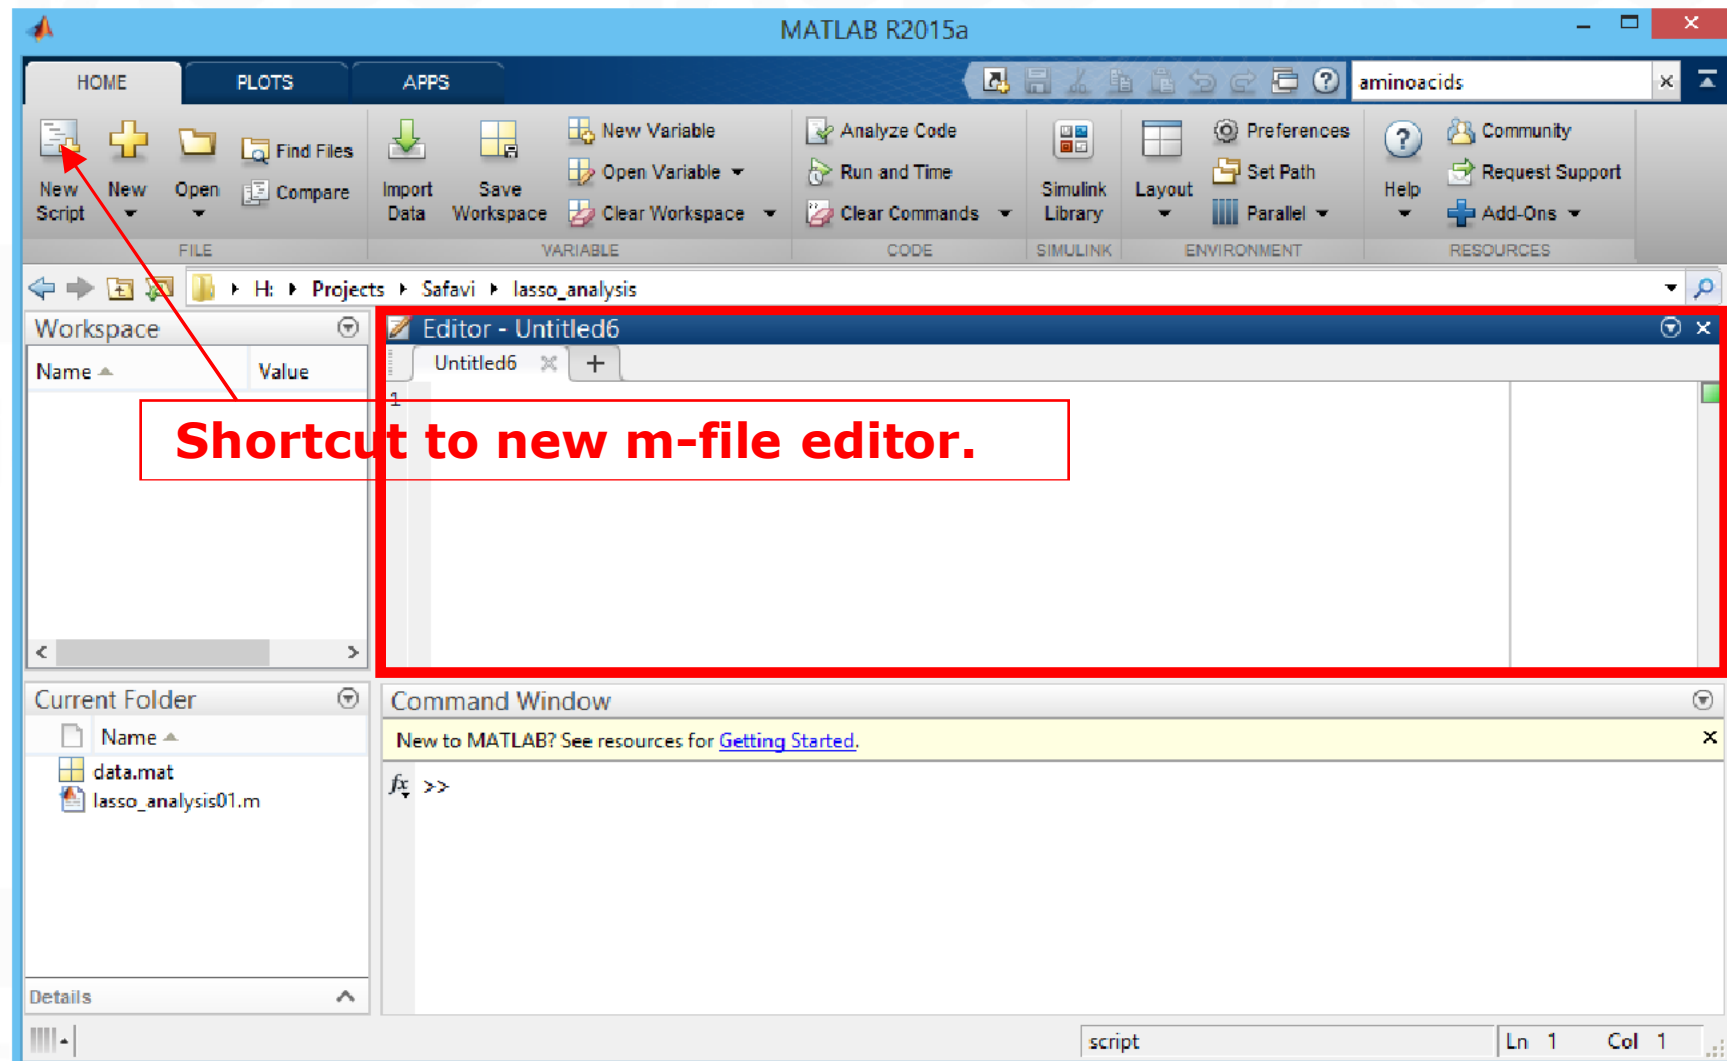 MATLAB R2015a
HOME PLOTS APPS aminoacids
New Script
New
Open
Find Files
Compare
FILE
Import Data
Save Workspace
New Variable
Open Variable
Clear Workspace
VARIABLE
Analyze Code
Run and Time
Clear Commands
CODE
Simulink Library
SIMULINK
Layout
Preferences
Set Path
Parallel
ENVIRONMENT
Help
Community
Request Support
Add-Ons
RESOURCES
H: Projects Safavi lasso_analysis
Workspace
Name Value
Editor - Untitled6
Untitled6 +
1
Shortcut to new m-file editor.
Current Folder
Name
data.mat
lasso_analysis01.m
Details
Command Window
New to MATLAB? See resources for Getting Started.
fx >>
script Ln 1 Col 1